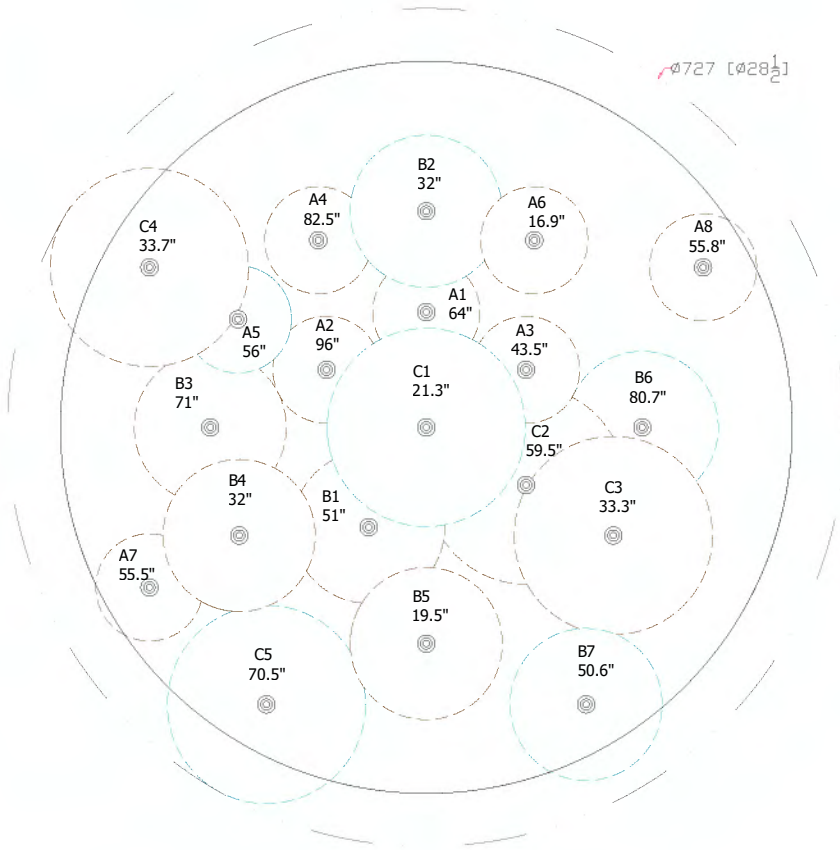 Ø727 [Ø28 1/2]
B2
32"
A4
82.5"
A6
16.9"
C4
33.7"
A8
55.8"
A1
64"
A5
56"
A2
96"
A3
43.5"
C1
21.3"
B3
71"
B6
80.7"
C2
59.5"
B4
32"
B1
51"
C3
33.3"
A7
55.5"
B5
19.5"
C5
70.5"
B7
50.6"